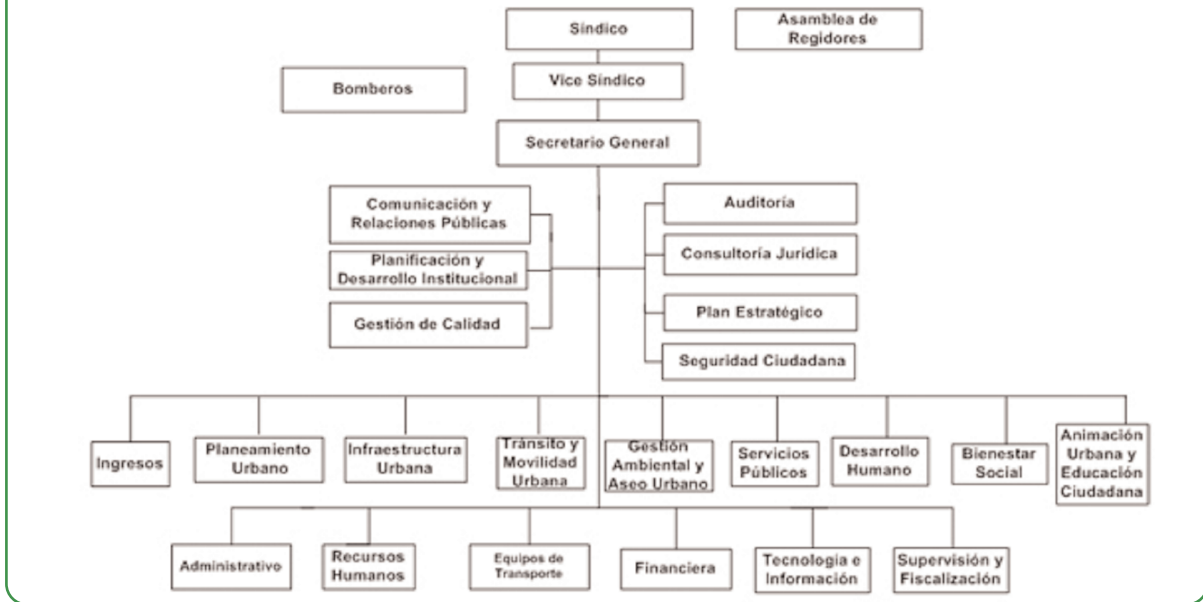 Síndico
Asamblea de
Regidores
Vice Síndico
Bomberos
Secretario General
Comunicación y
Relaciones Públicas
Auditoría
Planificación y
Desarrollo Institucional
Consultoría Jurídica
Gestión de Calidad
Plan Estratégico
Seguridad Ciudadana
Ingresos
Planeamiento
Urbano
Infraestructura
Urbana
Tránsito y
Movilidad
Urbana
Gestión
Ambiental y
Aseo Urbano
Servicios
Públicos
Desarrollo
Humano
Bienestar
Social
Animación
Urbana y
Educación
Ciudadana
Administrativo
Recursos
Humanos
Equipos de
Transporte
Financiera
Tecnología e
Información
Supervisión y
Fiscalización